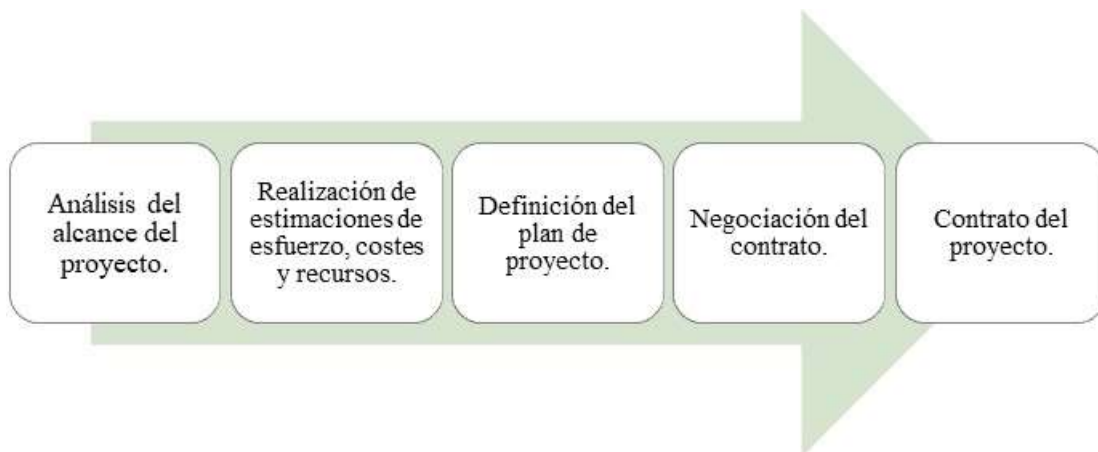 Análisis del
alcance del
proyecto.
Realización de
estimaciones de
esfuerzo, costes
y recursos.
Definición del
plan de
proyecto.
Negociación del
contrato.
Contrato del
proyecto.